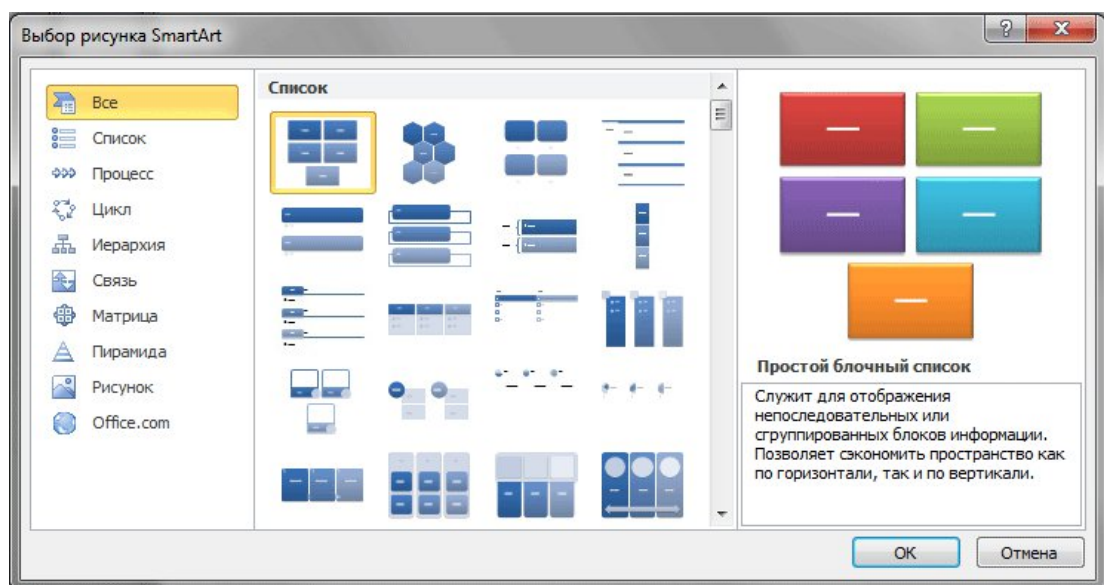 Выбор рисунка SmartArt
Все
Список
Процесс
Цикл
Иерархия
Связь
Матрица
Пирамида
Рисунок
Office.com
Список
Простой блочный список
Служит для отображения
непоследовательных или
сгруппированных блоков информации.
Позволяет сэкономить пространство как
по горизонтали, так и по вертикали.
ОК
Отмена